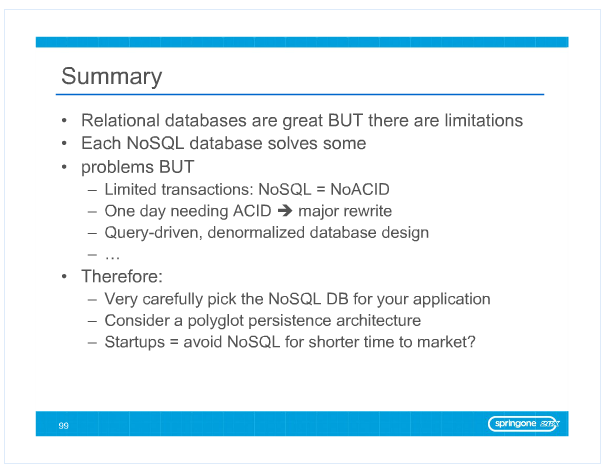 Summary
• Relational databases are great BUT there are limitations
• Each NoSQL database solves some
• problems BUT
– Limited transactions: NoSQL = NoACID
– One day needing ACID ➔ major rewrite
– Query-driven, denormalized database design
– …
• Therefore:
– Very carefully pick the NoSQL DB for your application
– Consider a polyglot persistence architecture
– Startups = avoid NoSQL for shorter time to market?
99
springone